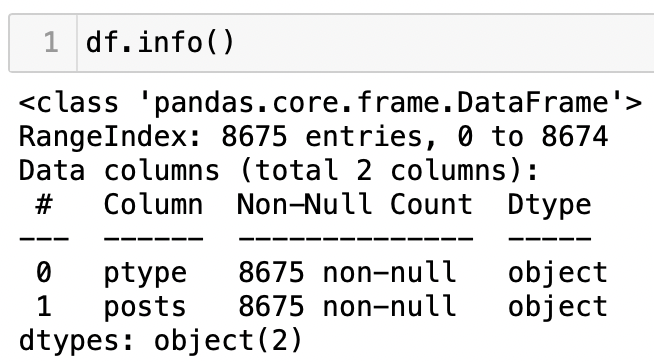 1 df.info()
<class 'pandas.core.frame.DataFrame'>
RangeIndex: 8675 entries, 0 to 8674
Data columns (total 2 columns):
 #   Column  Non-Null Count  Dtype
---  ------  --------------  -----
 0   ptype   8675 non-null   object
 1   posts   8675 non-null   object
dtypes: object(2)